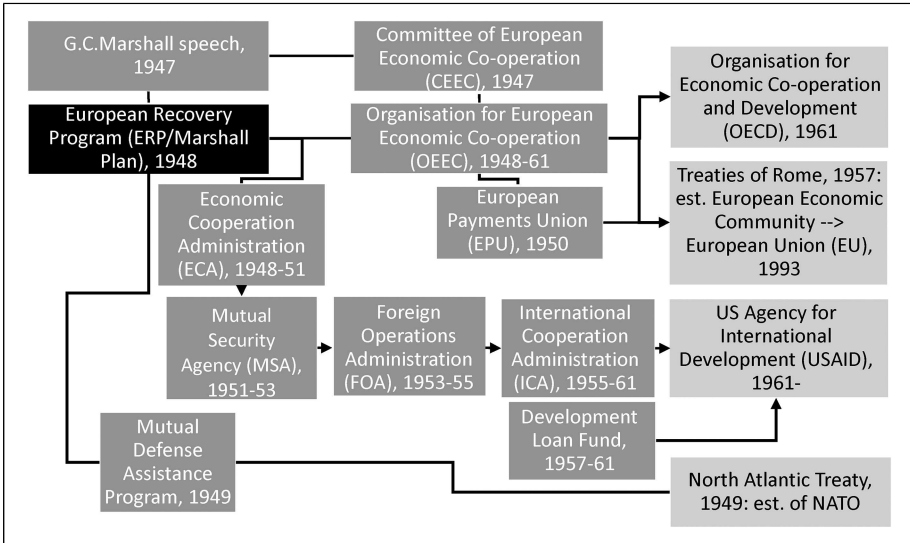 G.C.Marshall speech,
1947
Committee of European
Economic Co-operation
(CEEC), 1947
Organisation for
Economic Co-operation
and Development
(OECD), 1961
European Recovery
Program (ERP/Marshall
Plan), 1948
Organisation for European
Economic Co-operation
(OEEC), 1948-61
Treaties of Rome, 1957:
est. European Economic
Community -->
European Union (EU),
1993
Economic
Cooperation
Administration
(ECA), 1948-51
European
Payments Union
(EPU), 1950
Mutual
Security
Agency (MSA),
1951-53
Foreign
Operations
Administration
(FOA), 1953-55
International
Cooperation
Administration
(ICA), 1955-61
US Agency for
International
Development (USAID),
1961-
Development
Loan Fund,
1957-61
Mutual
Defense
Assistance
Program, 1949
North Atlantic Treaty,
1949: est. of NATO